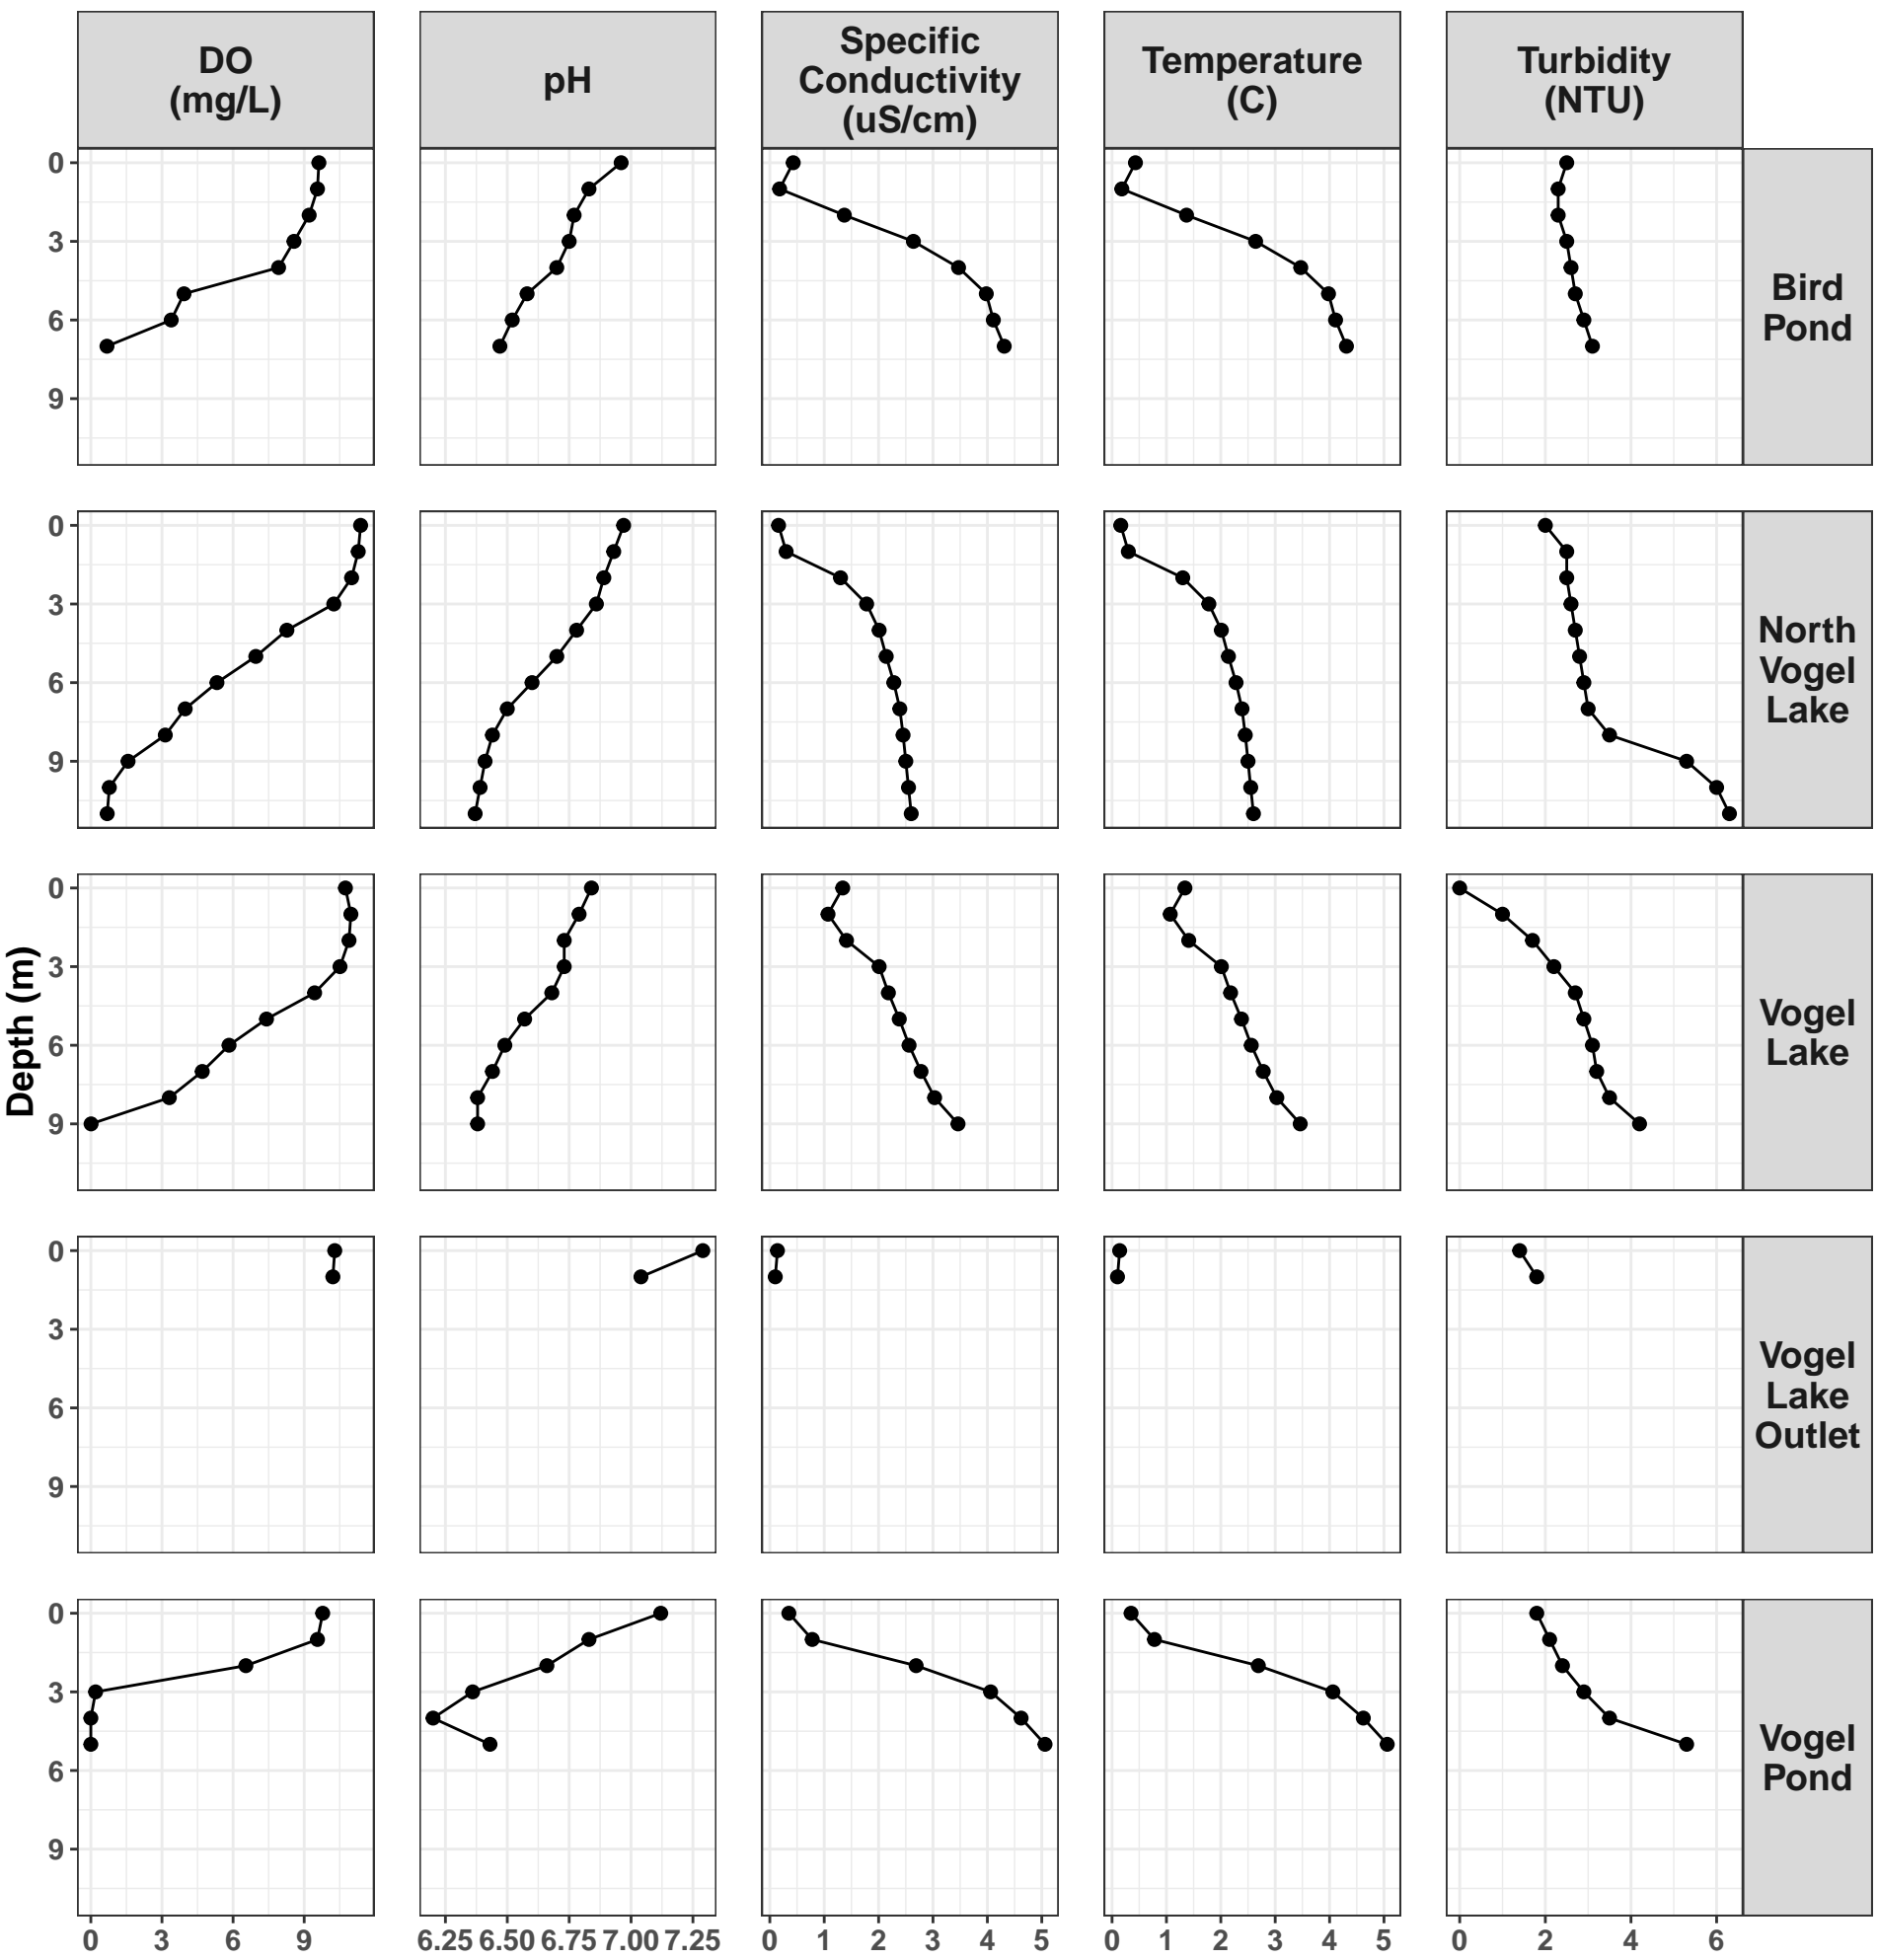 DO
(mg/L)
pH
Specific
Conductivity
(uS/cm)
Temperature
(C)
Turbidity
(NTU)
0
3
6
9
Bird
Pond
0
3
6
9
North
Vogel
Lake
Depth (m)
0
3
6
9
Vogel
Lake
0
3
6
9
Vogel
Lake
Outlet
0
3
6
9
Vogel
Pond
0 3 6 9
6.25 6.50 6.75 7.00 7.25
0 1 2 3 4 5
0 1 2 3 4 5
0 2 4 6